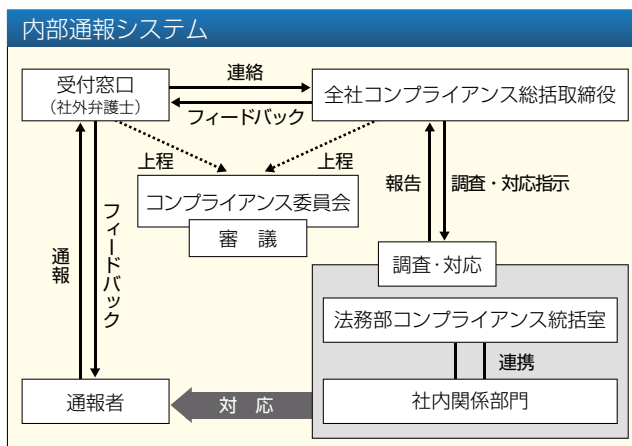 内部通報システム
受付窓口
（社外弁護士）
連絡
フィードバック
全社コンプライアンス総括取締役
上程
上程
コンプライアンス委員会
審　議
報告
調査・対応指示
通報
フィードバック
調査・対応
法務部コンプライアンス統括室
連携
社内関係部門
対　応
通報者